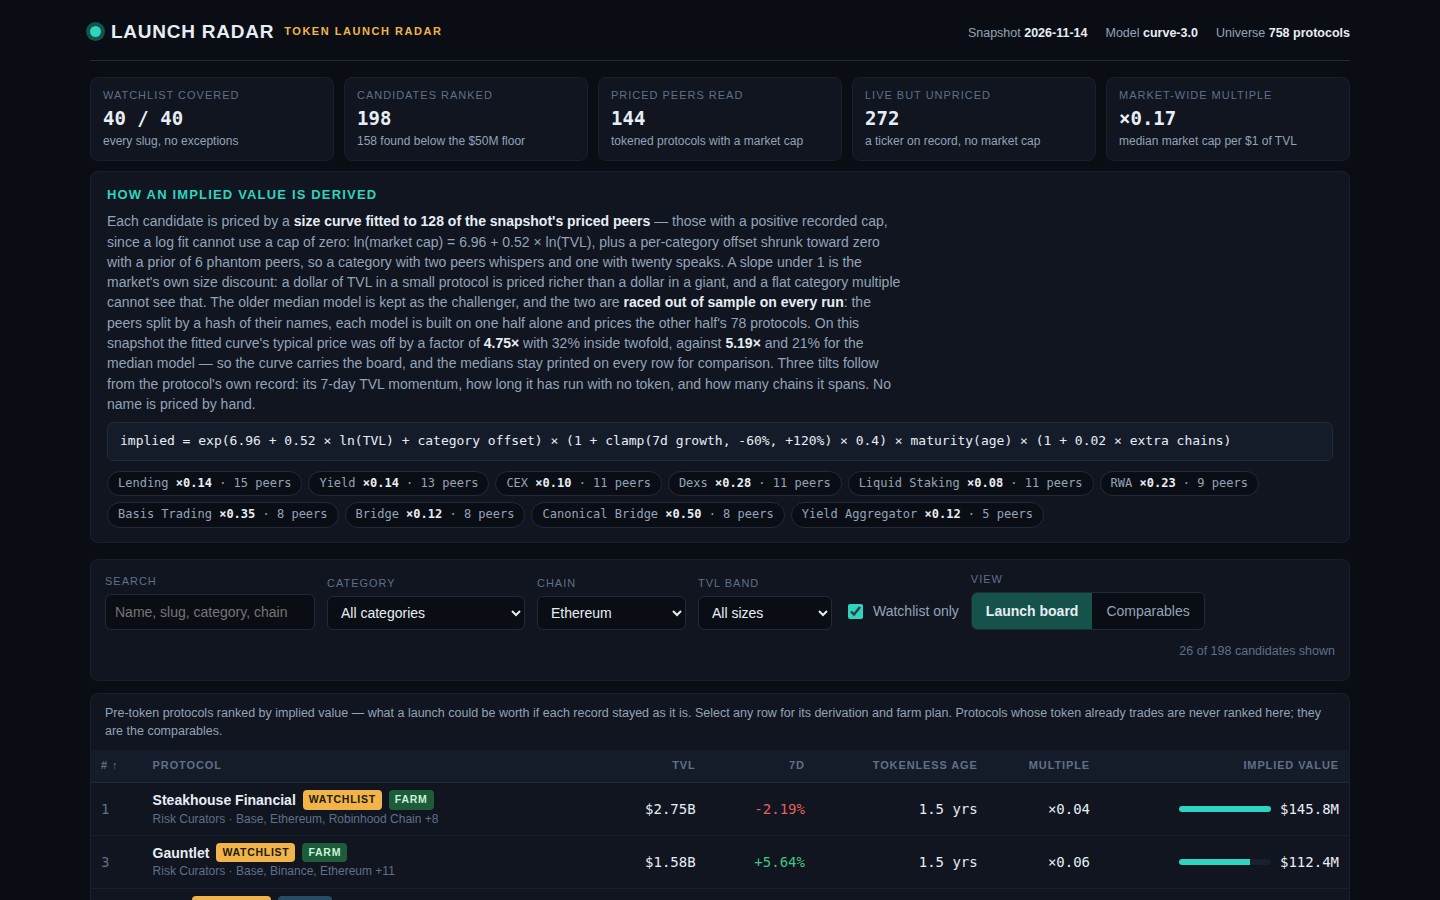 LAUNCH RADAR TOKEN LAUNCH RADAR
Snapshot 2026-11-14 Model curve-3.0 Universe 758 protocols
WATCHLIST COVERED
40 / 40
every slug, no exceptions
CANDIDATES RANKED
198
158 found below the $50M floor
PRICED PEERS READ
144
tokened protocols with a market cap
LIVE BUT UNPRICED
272
a ticker on record, no market cap
MARKET-WIDE MULTIPLE
×0.17
median market cap per $1 of TVL
HOW AN IMPLIED VALUE IS DERIVED
Each candidate is priced by a size curve fitted to 128 of the snapshot's priced peers — those with a positive recorded cap,
since a log fit cannot use a cap of zero: ln(market cap) = 6.96 + 0.52 × ln(TVL), plus a per-category offset shrunk toward zero
with a prior of 6 phantom peers, so a category with two peers whispers and one with twenty speaks. A slope under 1 is the
market's own size discount: a dollar of TVL in a small protocol is priced richer than a dollar in a giant, and a flat category multiple
cannot see that. The older median model is kept as the challenger, and the two are raced out of sample on every run: the
peers split by a hash of their names, each model is built on one half alone and prices the other half's 78 protocols. On this
snapshot the fitted curve's typical price was off by a factor of 4.75× with 32% inside twofold, against 5.19× and 21% for the
median model — so the curve carries the board, and the medians stay printed on every row for comparison. Three tilts follow
from the protocol's own record: its 7-day TVL momentum, how long it has run with no token, and how many chains it spans. No
name is priced by hand.
implied = exp(6.96 + 0.52 × ln(TVL) + category offset) × (1 + clamp(7d growth, -60%, +120%) × 0.4) × maturity(age) × (1 + 0.02 × extra chains)
Lending ×0.14 · 15 peers Yield ×0.14 · 13 peers CEX ×0.10 · 11 peers Dexs ×0.28 · 11 peers Liquid Staking ×0.08 · 11 peers RWA ×0.23 · 9 peers
Basis Trading ×0.35 · 8 peers Bridge ×0.12 · 8 peers Canonical Bridge ×0.50 · 8 peers Yield Aggregator ×0.12 · 5 peers
SEARCH
Name, slug, category, chain
CATEGORY
All categories
CHAIN
Ethereum
TVL BAND
All sizes
Watchlist only
VIEW
Launch board Comparables
26 of 198 candidates shown
Pre-token protocols ranked by implied value — what a launch could be worth if each record stayed as it is. Select any row for its derivation and farm plan. Protocols whose token already trades are never ranked here; they
are the comparables.
# ↑ PROTOCOL TVL 7D TOKENLESS AGE MULTIPLE IMPLIED VALUE
1 Steakhouse Financial WATCHLIST FARM $2.75B -2.19% 1.5 yrs ×0.04 $145.8M
Risk Curators · Base, Ethereum, Robinhood Chain +8
3 Gauntlet WATCHLIST FARM $1.58B +5.64% 1.5 yrs ×0.06 $112.4M
Risk Curators · Base, Binance, Ethereum +11